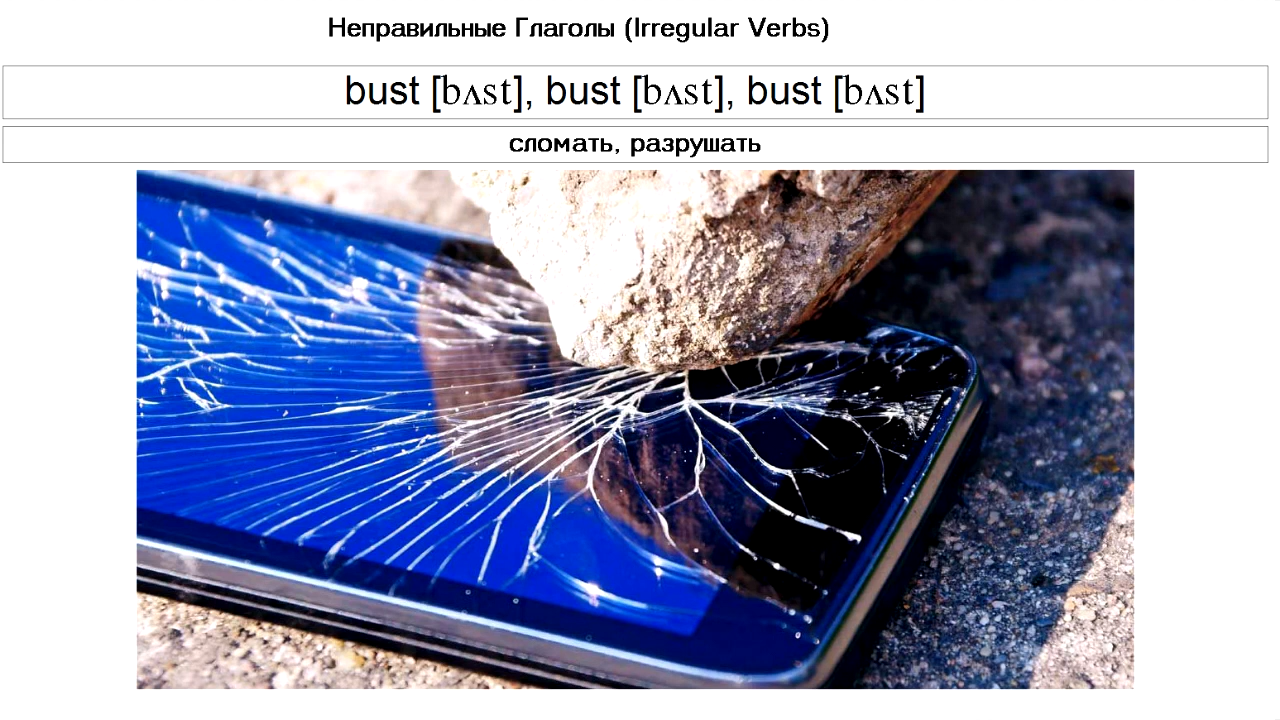 Неправильные Глаголы (Irregular Verbs)
bust [bʌst], bust [bʌst], bust [bʌst]
сломать, разрушать